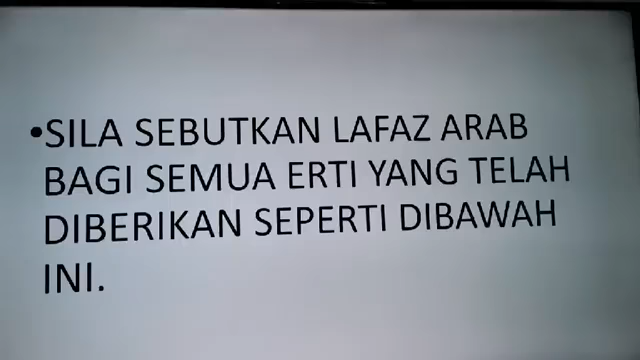 •SILA SEBUTKAN LAFAZ ARAB
BAGI SEMUA ERTI YANG TELAH
DIBERIKAN SEPERTI DIBAWAH
INI.